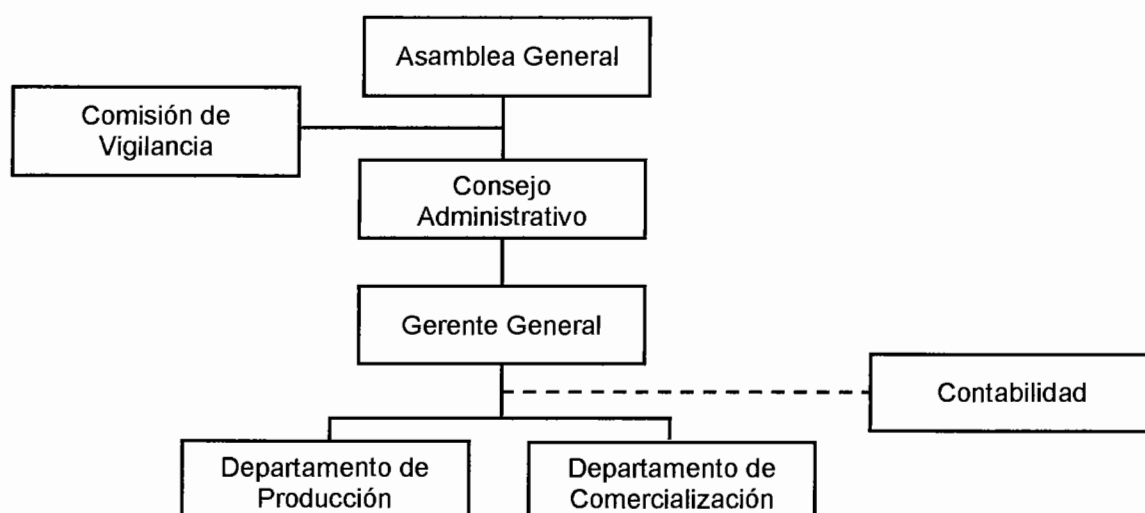 Asamblea General
Comisión de
Vigilancia
Consejo
Administrativo
Gerente General
Contabilidad
Departamento de
Producción
Departamento de
Comercialización